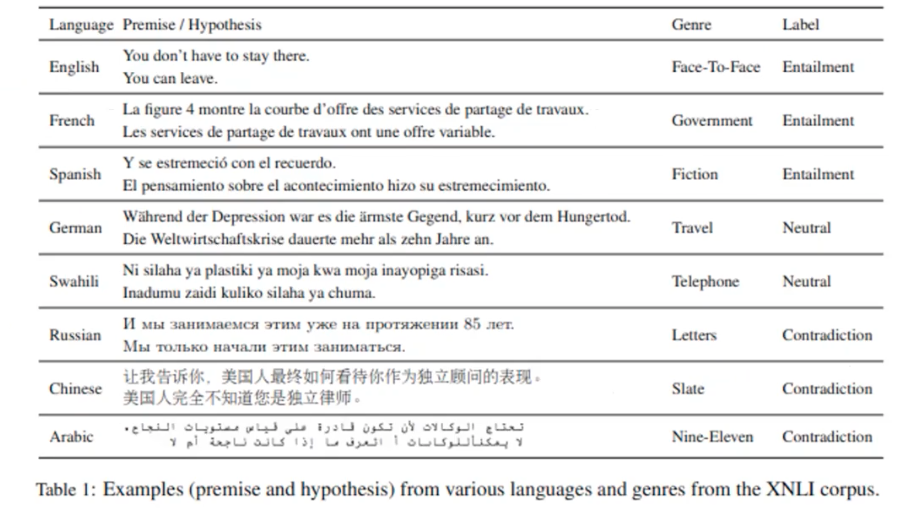 Language Premise / Hypothesis Genre Label
English You don't have to stay there. You can leave. Face-To-Face Entailment
French La figure 4 montre la courbe d'offre des services de partage de travaux. Les services de partage de travaux ont une offre variable. Government Entailment
Spanish Y se estremeció con el recuerdo. El pensamiento sobre el acontecimiento hizo su estremecimiento. Fiction Entailment
German Während der Depression war es die ärmste Gegend, kurz vor dem Hungertod. Die Weltwirtschaftskrise dauerte mehr als zehn Jahre an. Travel Neutral
Swahili Ni silaha ya plastiki ya moja kwa moja inayopiga risasi. Inadumu zaidi kuliko silaha ya chuma. Telephone Neutral
Russian И мы занимаемся этим уже на протяжении 85 лет. Мы только начали этим заниматься. Letters Contradiction
Chinese 让我告诉你，美国人最终如何看待你作为独立顾问的表现。 美国人完全不知道您是独立律师。 Slate Contradiction
Arabic تحتاج الوكالات لأن تكون قادرة على قياس مستويات النجاح. لا يمكن للوكالات أ ف تعرف ما إذا كانت ناجحة أم لا Nine-Eleven Contradiction
Table 1: Examples (premise and hypothesis) from various languages and genres from the XNLI corpus.